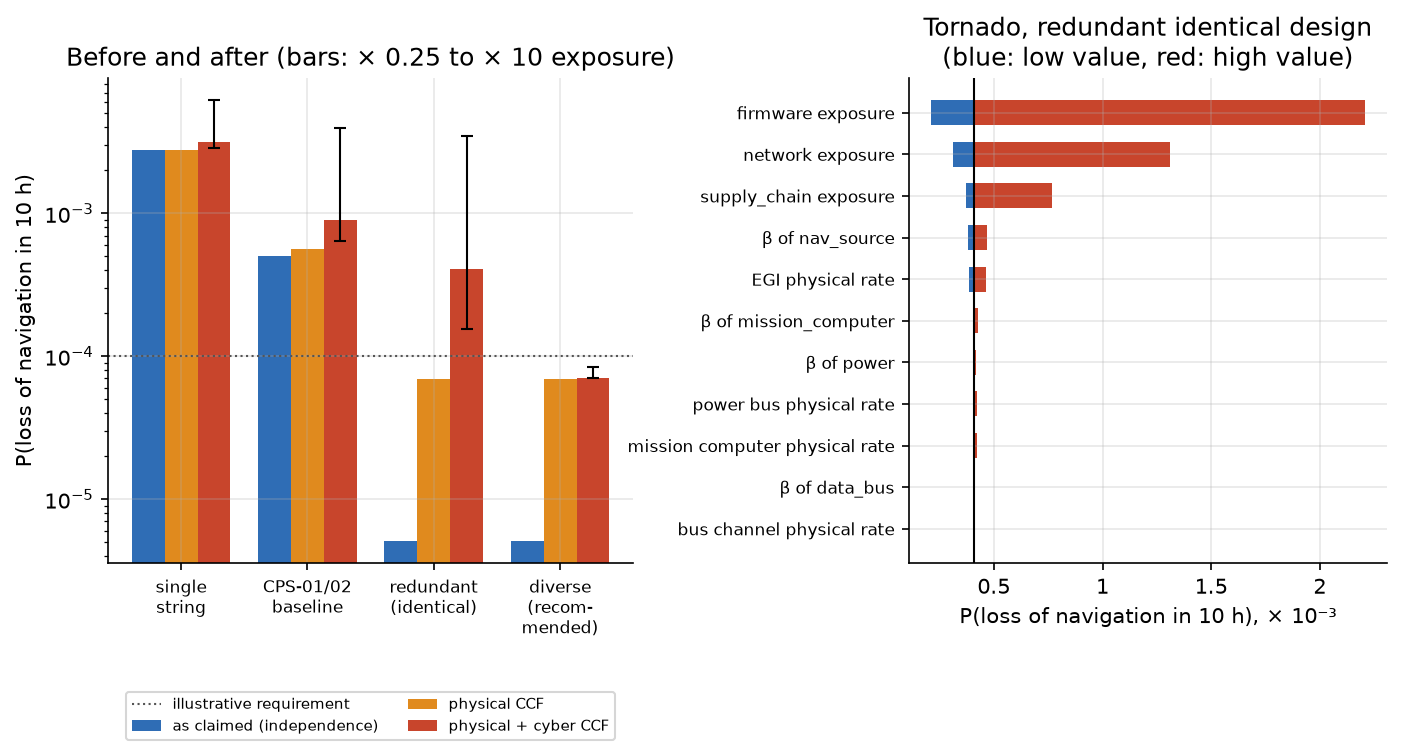 Before and after (bars: × 0.25 to × 10 exposure)
P(loss of navigation in 10 h)
10⁻³
10⁻⁴
10⁻⁵
single
string
CPS-01/02
baseline
redundant
(identical)
diverse
(recom-
mended)
illustrative requirement
as claimed (independence)
physical CCF
physical + cyber CCF
Tornado, redundant identical design
(blue: low value, red: high value)
firmware exposure
network exposure
supply_chain exposure
β of nav_source
EGI physical rate
β of mission_computer
β of power
power bus physical rate
mission computer physical rate
β of data_bus
bus channel physical rate
0.5
1
1.5
2
P(loss of navigation in 10 h), × 10⁻³